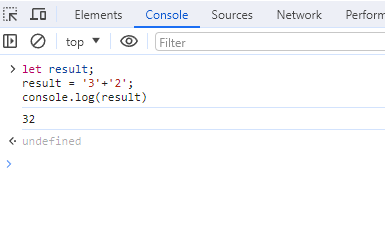 Elements Console Sources Network Perform
top ▼ Filter
> let result;
result = '3'+'2';
console.log(result)
32
undefined
>